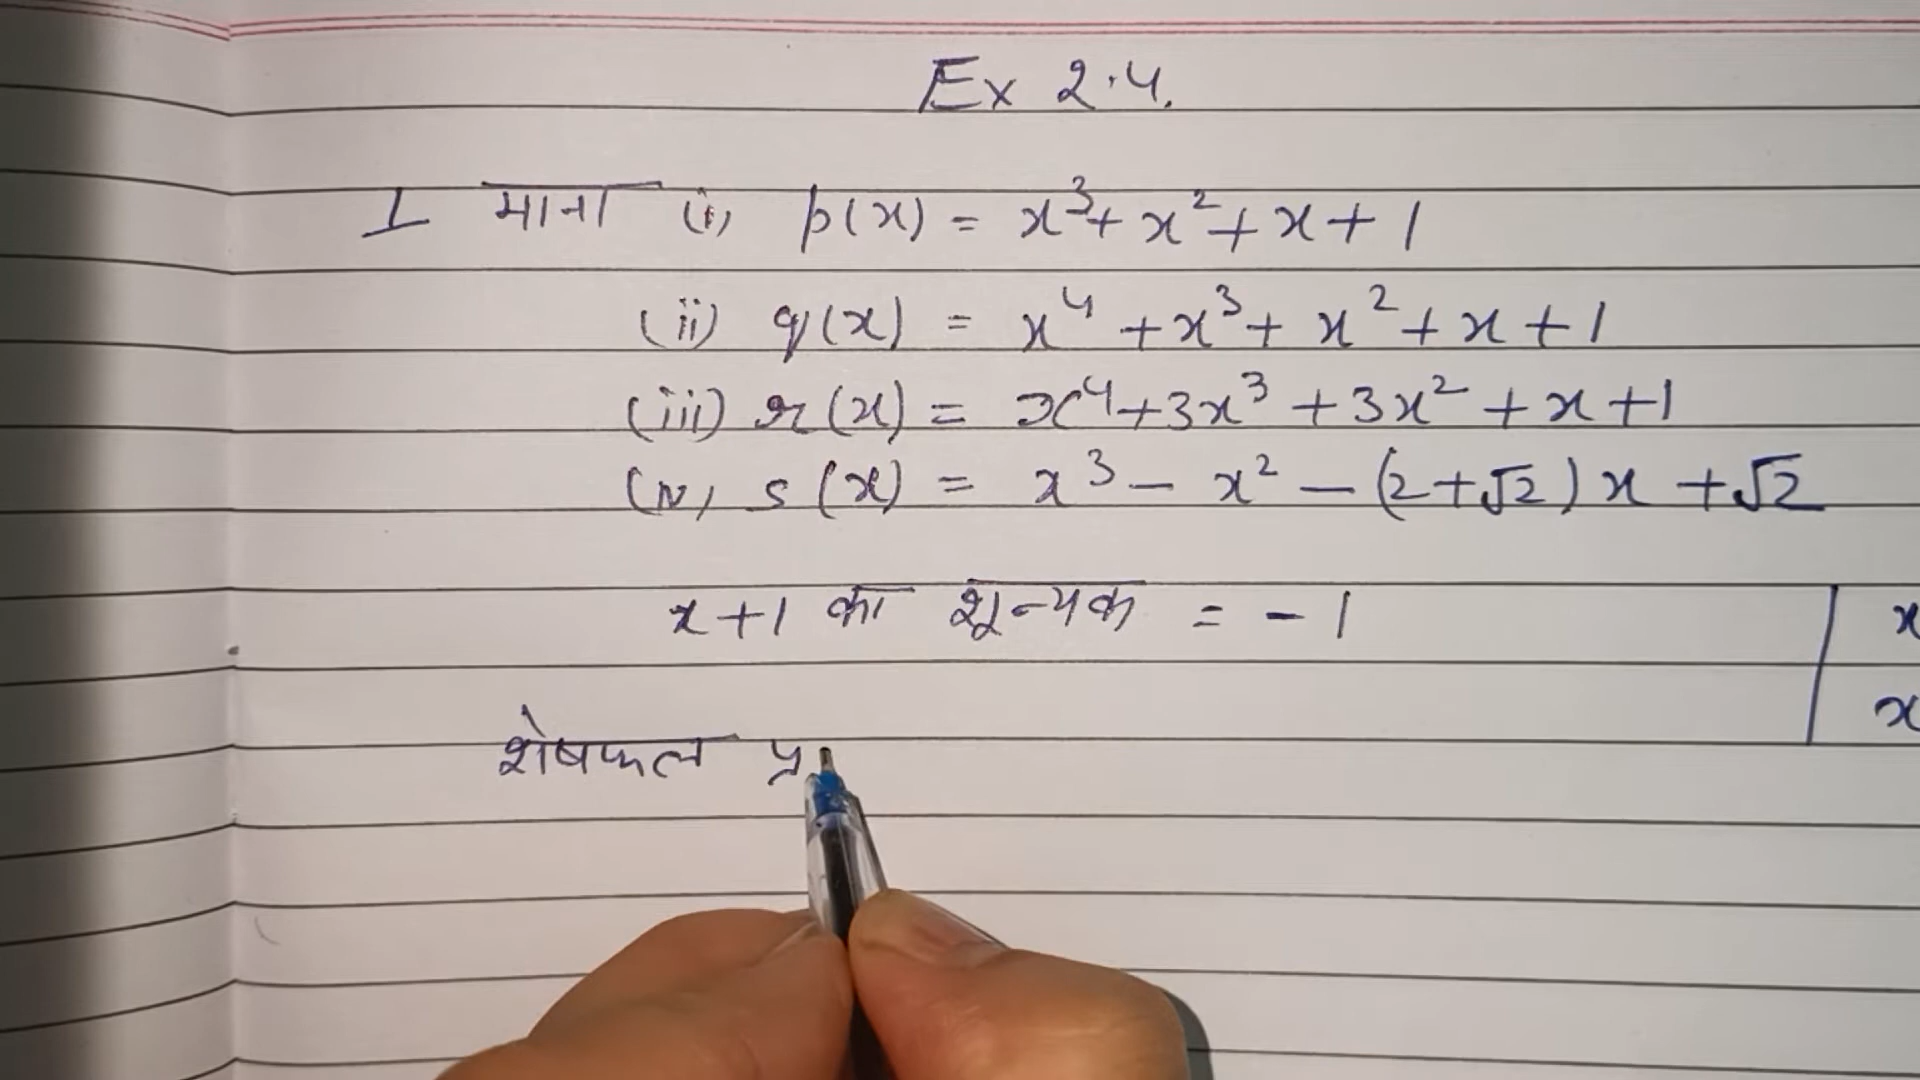 Ex 2.4.
1 माना (i) p(x) = x³ + x² + x + 1
(ii) q(x) = x⁴ + x³ + x² + x + 1
(iii) r(x) = x⁴ + 3x³ + 3x² + x + 1
(iv) s(x) = x³ - x² - (2 + √2) x + √2
x + 1 का शून्यक = - 1
x
x
शेषफल प्र